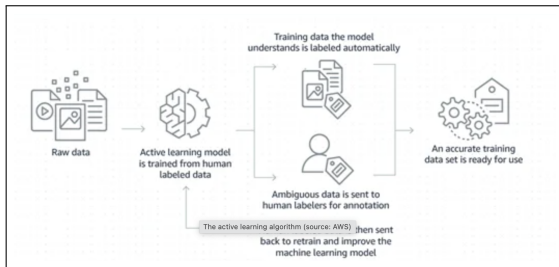 Training data the model
understands is labeled automatically
Raw data
Active learning model
is trained from human
labeled data
An accurate training
data set is ready for use
Ambiguous data is sent to
human labelers for annotation
The active learning algorithm (source: AWS)
then sent
back to retrain and improve the
machine learning model